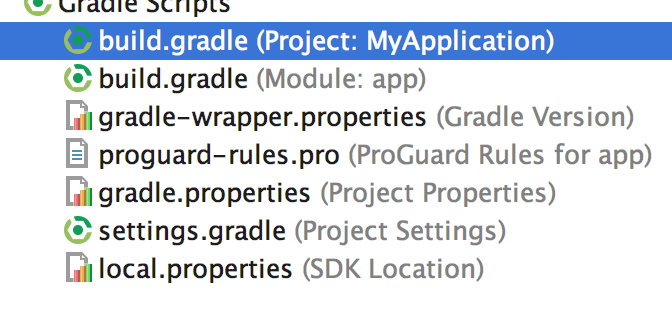 Gradle Scripts
build.gradle (Project: MyApplication)
build.gradle (Module: app)
gradle-wrapper.properties (Gradle Version)
proguard-rules.pro (ProGuard Rules for app)
gradle.properties (Project Properties)
settings.gradle (Project Settings)
local.properties (SDK Location)